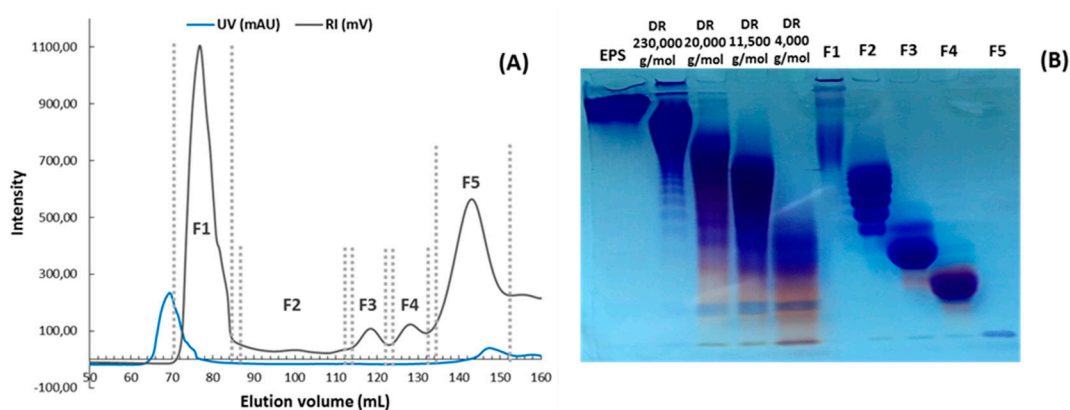 UV (mAU) RI (mV)
(A)
1100,00
900,00
700,00
500,00
300,00
100,00
-100,00
Intensity
50 60 70 80 90 100 110 120 130 140 150 160
Elution volume (mL)
F1
F2
F3
F4
F5
EPS
DR
230,000
g/mol
DR
20,000
g/mol
DR
11,500
g/mol
DR
4,000
g/mol
F1 F2 F3 F4 F5
(B)